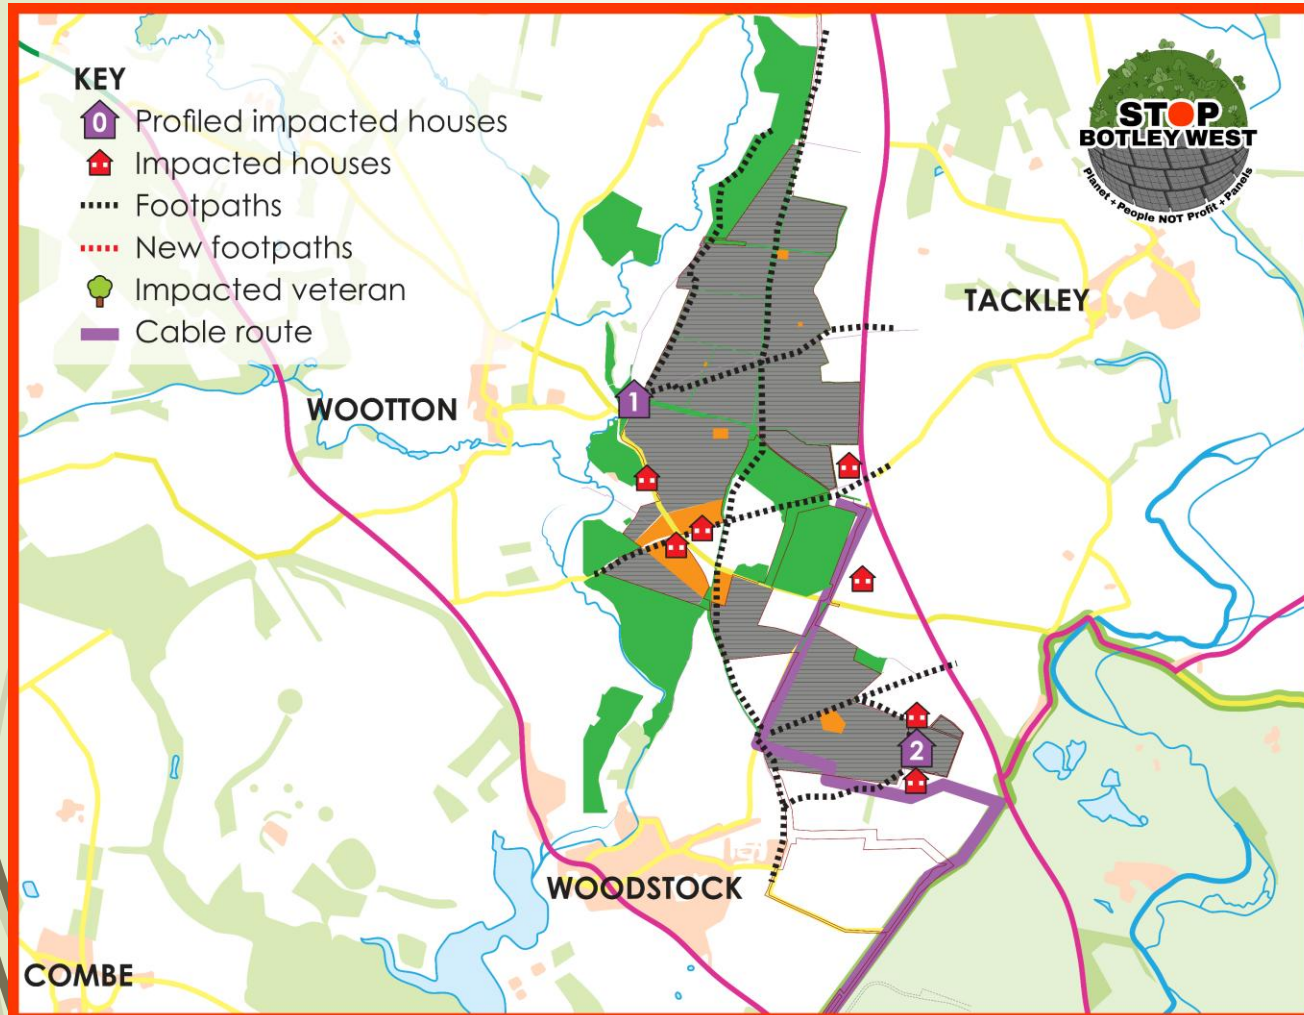 KEY
0 Profiled impacted houses
Impacted houses
Footpaths
New footpaths
Impacted veteran
Cable route
STOP
BOTLEY WEST
Planet + People NOT Profit + Panels
TACKLEY
WOOTTON
1
2
WOODSTOCK
COMBE